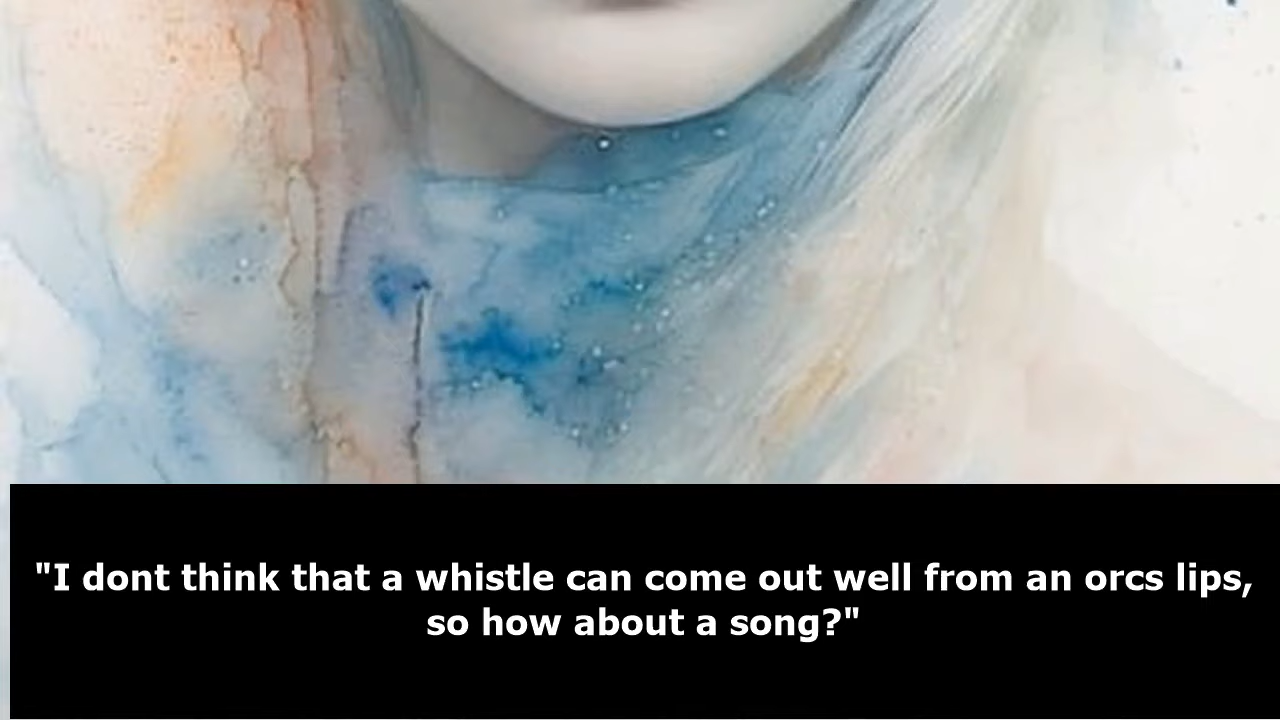 "I dont think that a whistle can come out well from an orcs lips,
so how about a song?"